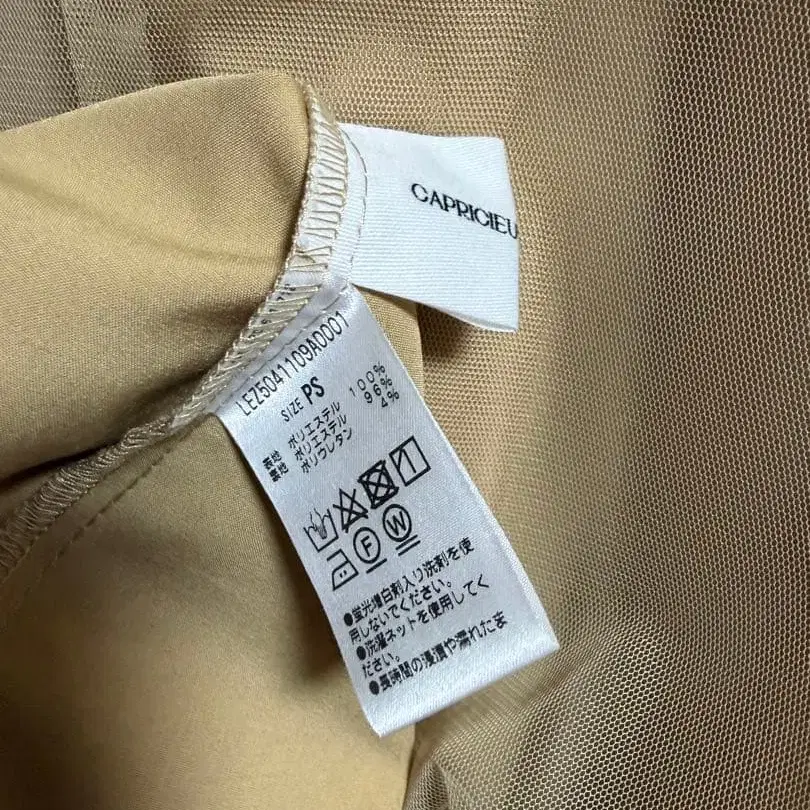 CAPRICIEU
LEZ5041109A0001
SIZE PS
表地 ポリエステル 100%
裏地 ポリエステル 96%
ポリウレタン 4%
F W
●蛍光増白剤入り洗剤を使
用しないでください。
●洗濯ネットを使用してく
ださい。
●長時間の浸漬や濡れたま